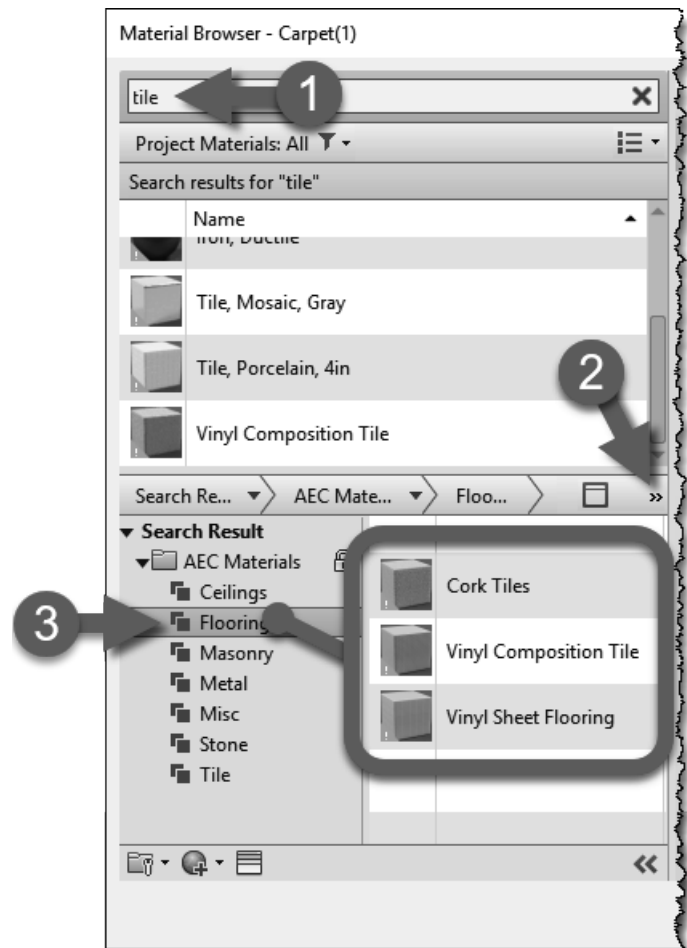 Material Browser - Carpet(1)
tile
1
Project Materials: All
Search results for "tile"
Name
Iron, Ductile
Tile, Mosaic, Gray
Tile, Porcelain, 4in
2
Vinyl Composition Tile
Search Re... AEC Mate... Floo... »
Search Result
AEC Materials
Ceilings
3
Flooring
Masonry
Metal
Misc
Stone
Tile
Cork Tiles
Vinyl Composition Tile
Vinyl Sheet Flooring